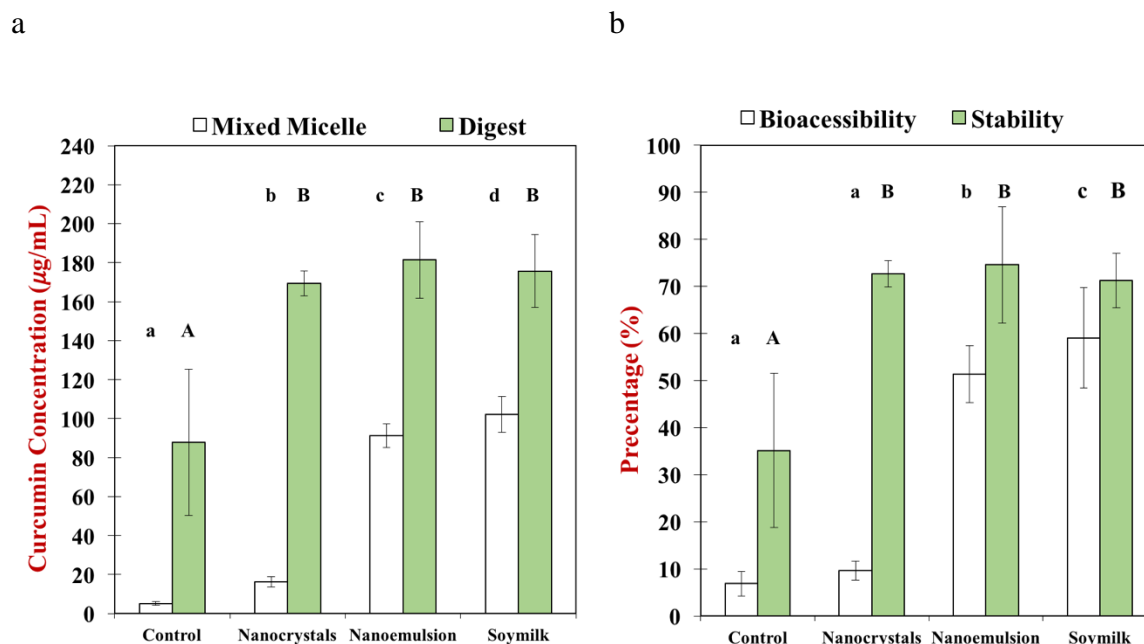 a
b
Mixed Micelle Digest
240
220
200
180
160
140
120
100
80
60
40
20
0
Curcumin Concentration (µg/mL)
a A
b B
c B
d B
Control Nanocrystals Nanoemulsion Soymilk
Bioacessibility Stability
100
90
80
70
60
50
40
30
20
10
0
Precentage (%)
a A
a B
b B
c B
Control Nanocrystals Nanoemulsion Soymilk